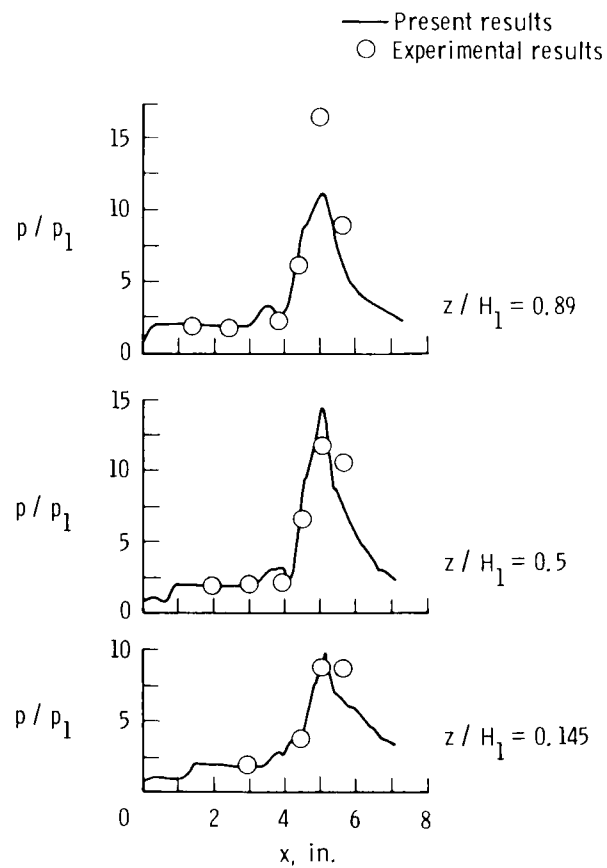 Present results
Experimental results
15
10
5
0
p / p1
z / H1 = 0.89
15
10
5
0
p / p1
z / H1 = 0.5
10
5
0
p / p1
z / H1 = 0.145
0 2 4 6 8
x, in.